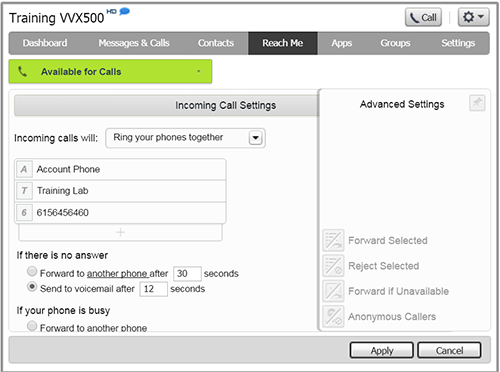 Training VVX500 HD Call
Dashboard Messages & Calls Contacts Reach Me Apps Groups Settings
Available for Calls
Incoming Call Settings Advanced Settings
Incoming calls will: Ring your phones together
A Account Phone
T Training Lab
6 6156456460
+
If there is no answer
Forward to another phone after 30 seconds
Send to voicemail after 12 seconds
If your phone is busy
Forward to another phone
Forward Selected
Reject Selected
Forward if Unavailable
Anonymous Callers
Apply Cancel